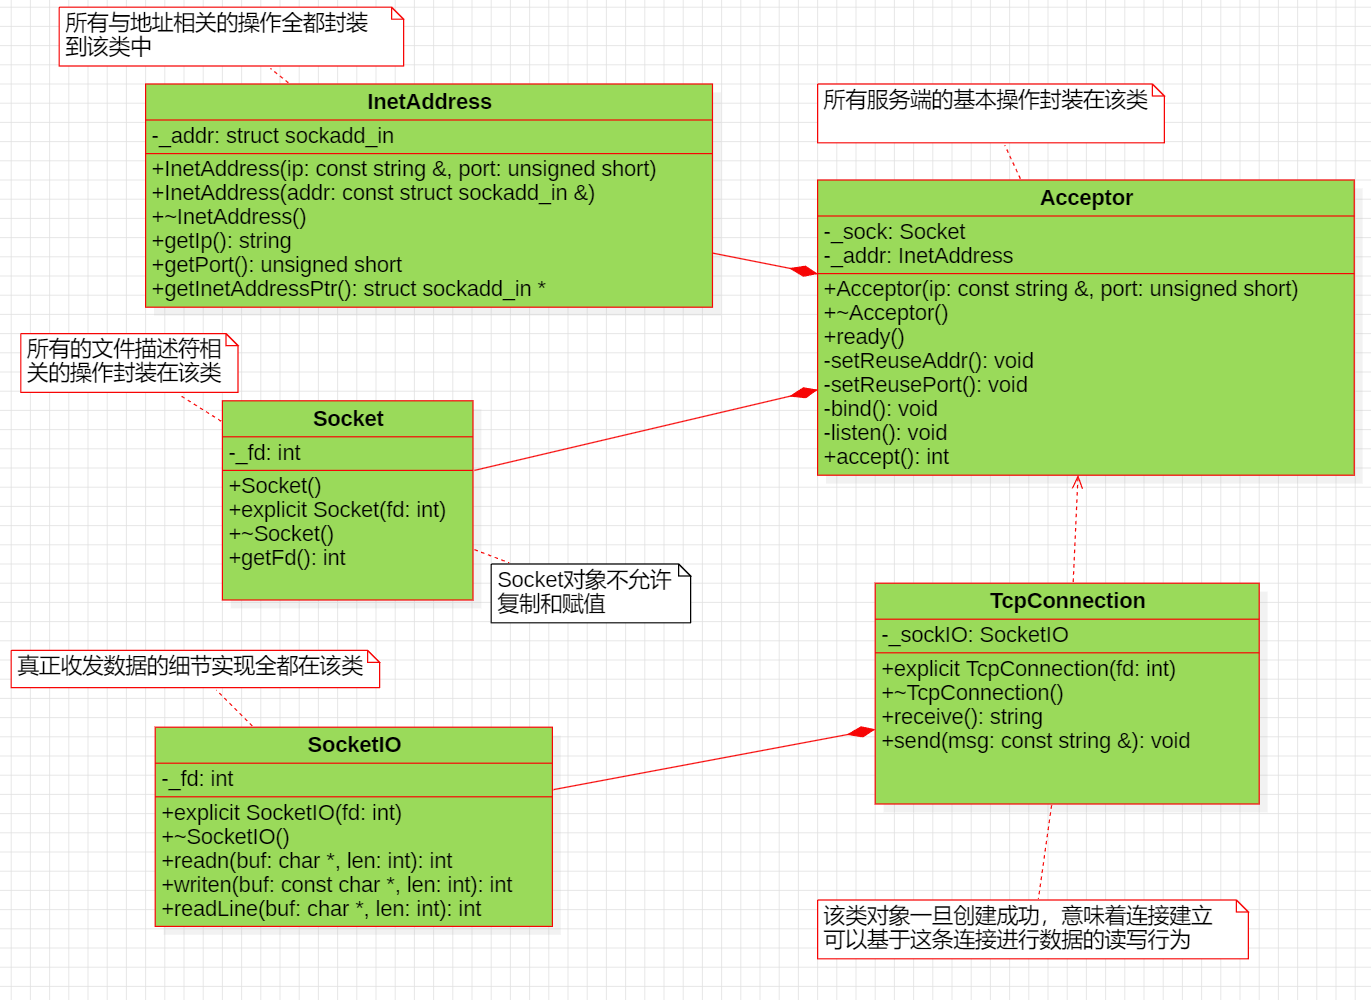 所有与地址相关的操作全都封装
到该类中
InetAddress
-_addr: struct sockadd_in
+InetAddress(ip: const string &, port: unsigned short)
+InetAddress(addr: const struct sockadd_in &)
+~InetAddress()
+getIp(): string
+getPort(): unsigned short
+getInetAddressPtr(): struct sockadd_in *
所有服务端的基本操作封装在该类
Acceptor
-_sock: Socket
-_addr: InetAddress
+Acceptor(ip: const string &, port: unsigned short)
+~Acceptor()
+ready()
-setReuseAddr(): void
-setReusePort(): void
-bind(): void
-listen(): void
+accept(): int
所有的文件描述符相
关的操作封装在该类
Socket
-_fd: int
+Socket()
+explicit Socket(fd: int)
+~Socket()
+getFd(): int
Socket对象不允许
复制和赋值
TcpConnection
-_sockIO: SocketIO
+explicit TcpConnection(fd: int)
+~TcpConnection()
+receive(): string
+send(msg: const string &): void
真正收发数据的细节实现全都在该类
SocketIO
-_fd: int
+explicit SocketIO(fd: int)
+~SocketIO()
+readn(buf: char *, len: int): int
+writen(buf: const char *, len: int): int
+readLine(buf: char *, len: int): int
该类对象一旦创建成功，意味着连接建立
可以基于这条连接进行数据的读写行为